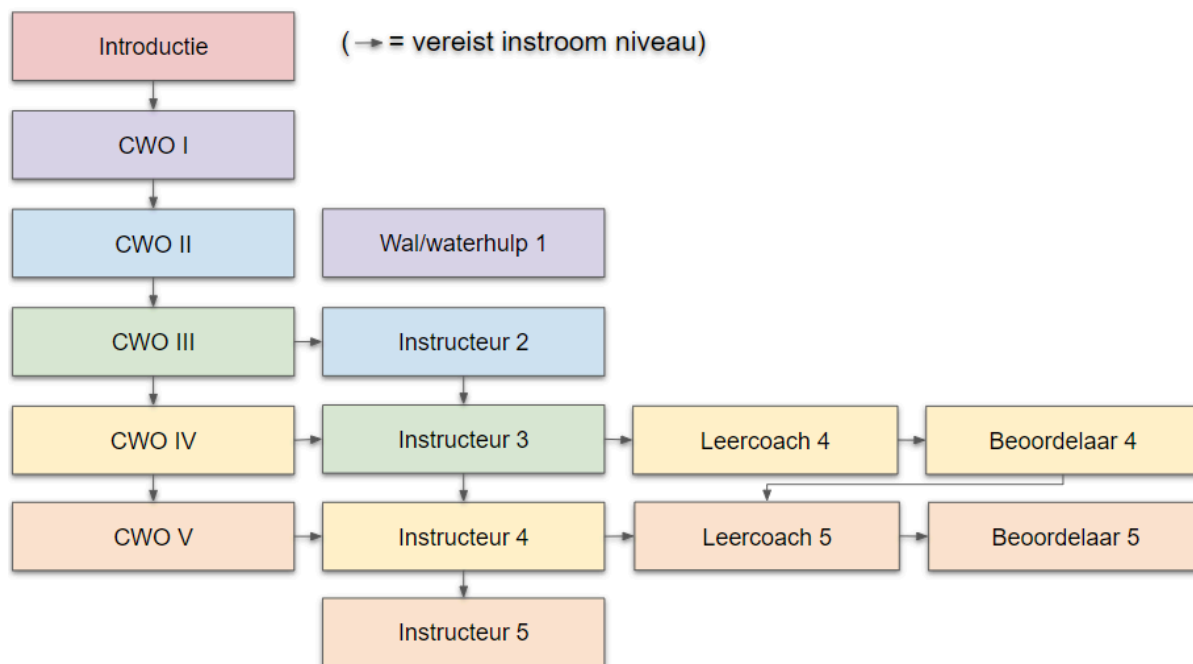 Introductie
(→ = vereist instroom niveau)
CWO I
CWO II
Wal/waterhulp 1
CWO III
Instructeur 2
CWO IV
Instructeur 3
Leercoach 4
Beoordelaar 4
CWO V
Instructeur 4
Leercoach 5
Beoordelaar 5
Instructeur 5